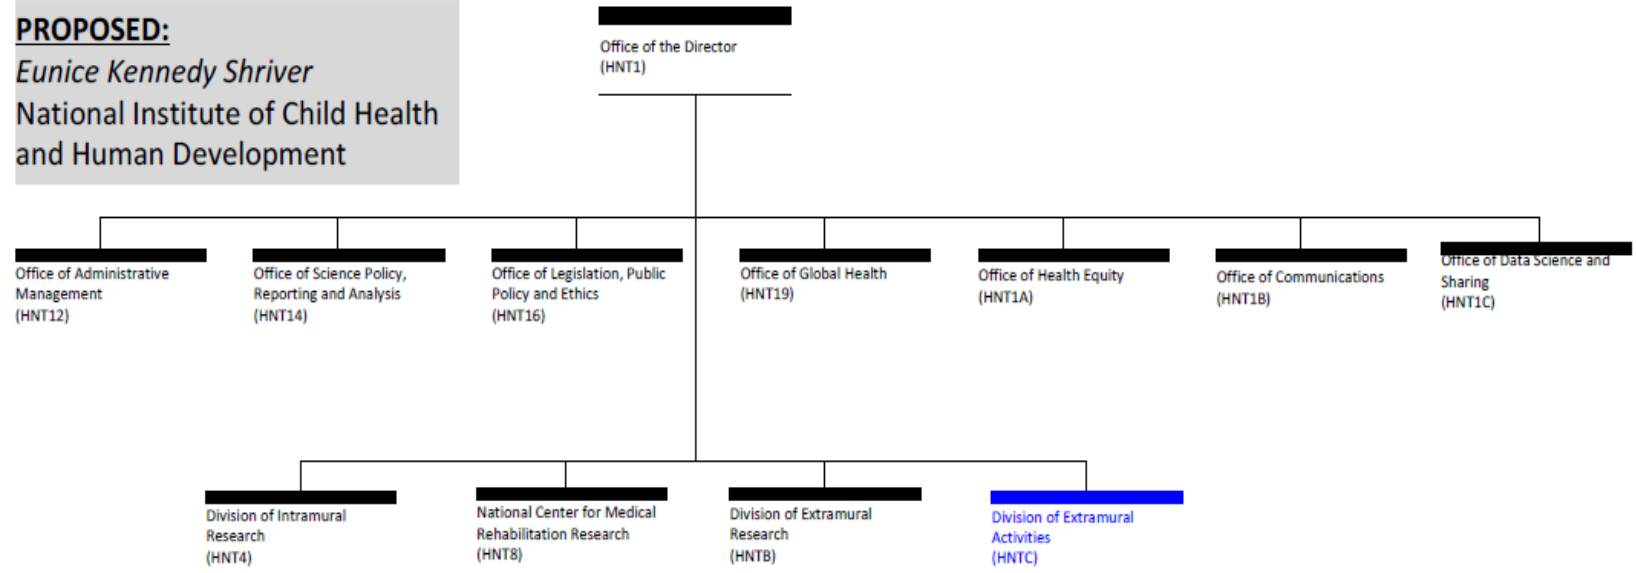 PROPOSED:
Eunice Kennedy Shriver
National Institute of Child Health
and Human Development
Office of the Director
(HNT1)
Office of Administrative
Management
(HNT12)
Office of Science Policy,
Reporting and Analysis
(HNT14)
Office of Legislation, Public
Policy and Ethics
(HNT16)
Office of Global Health
(HNT19)
Office of Health Equity
(HNT1A)
Office of Communications
(HNT1B)
Office of Data Science and
Sharing
(HNT1C)
Division of Intramural
Research
(HNT4)
National Center for Medical
Rehabilitation Research
(HNT8)
Division of Extramural
Research
(HNTB)
Division of Extramural
Activities
(HNTC)